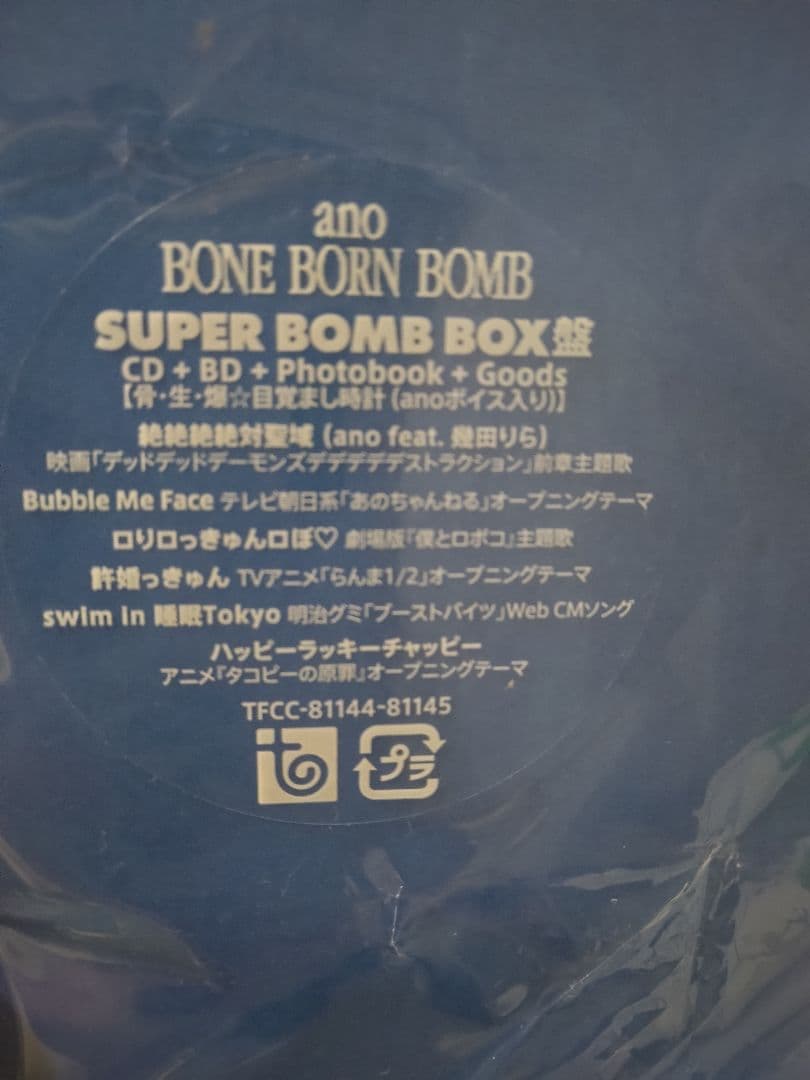 ano
BONE BORN BOMB
SUPER BOMB BOX盤
CD + BD + Photobook + Goods
【骨・生・爆☆目覚まし時計 (anoボイス入り)】
絶絶絶絶対聖域 (ano feat. 幾田りら)
映画「デッドデッドデーモンズデデデデデストラクション」前章主題歌
Bubble Me Face テレビ朝日系「あのちゃんねる」オープニングテーマ
ロりロっきゅんロぼ♡ 劇場版『僕とロボコ』主題歌
許婚っきゅん TVアニメ「らんま1/2」オープニングテーマ
swim in 睡眠Tokyo 明治グミ「ブーストバイツ」Web CMソング
ハッピーラッキーチャッピー
アニメ『タコピーの原罪』オープニングテーマ
TFCC-81144-81145
プラ